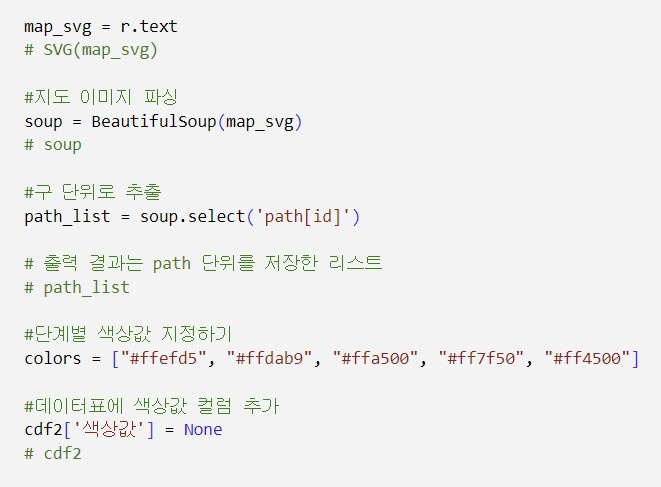 map_svg = r.text
# SVG(map_svg)
#지도 이미지 파싱
soup = BeautifulSoup(map_svg)
# soup
#구 단위로 추출
path_list = soup.select('path[id]')
# 출력 결과는 path 단위를 저장한 리스트
# path_list
#단계별 색상값 지정하기
colors = ["#ffefd5", "#ffdab9", "#ffa500", "#ff7f50", "#ff4500"]
#데이터표에 색상값 컬럼 추가
cdf2['색상값'] = None
# cdf2